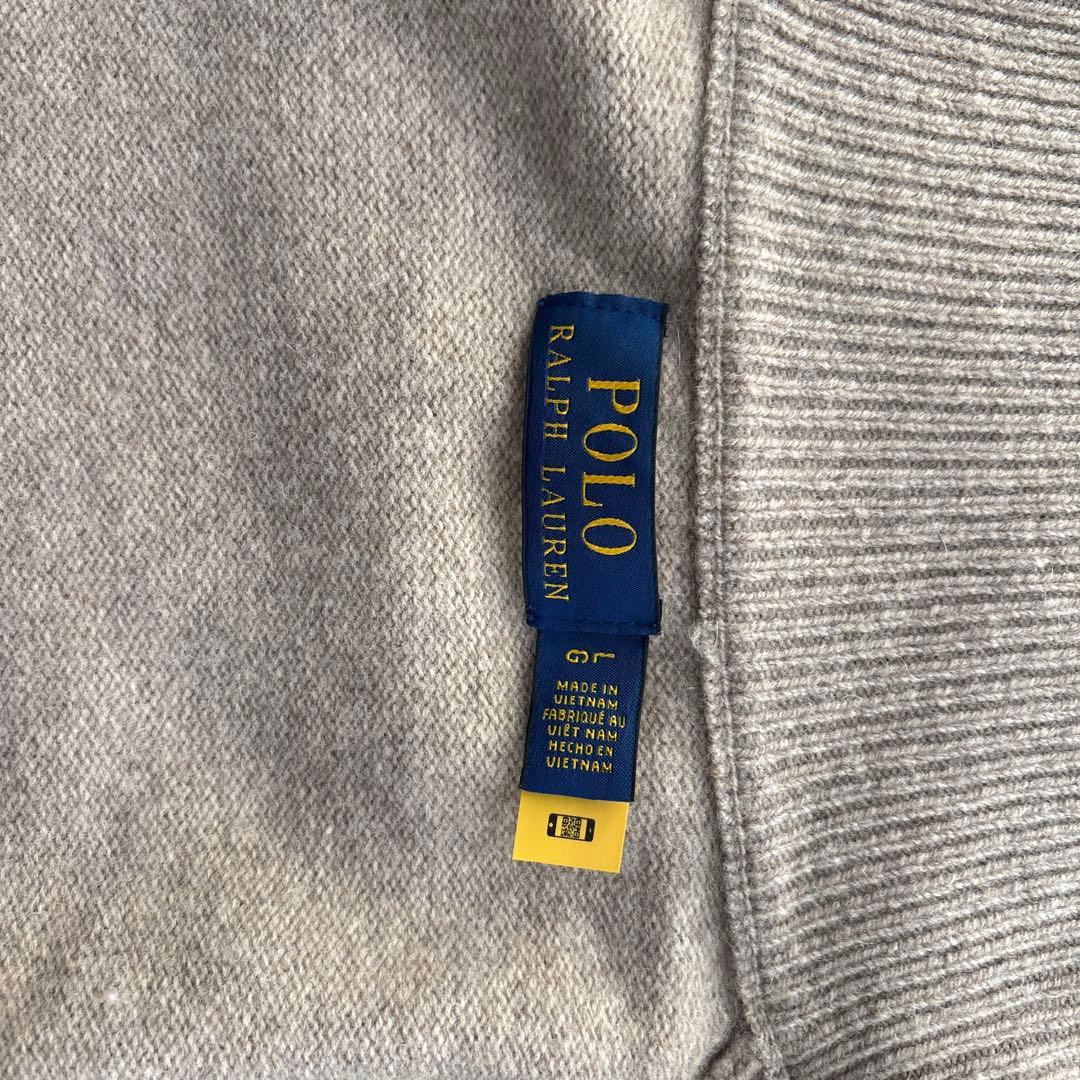 POLO
RALPH LAUREN
L
G
MADE IN
VIETNAM
FABRIQUÉ AU
VIÊT NAM
HECHO EN
VIETNAM